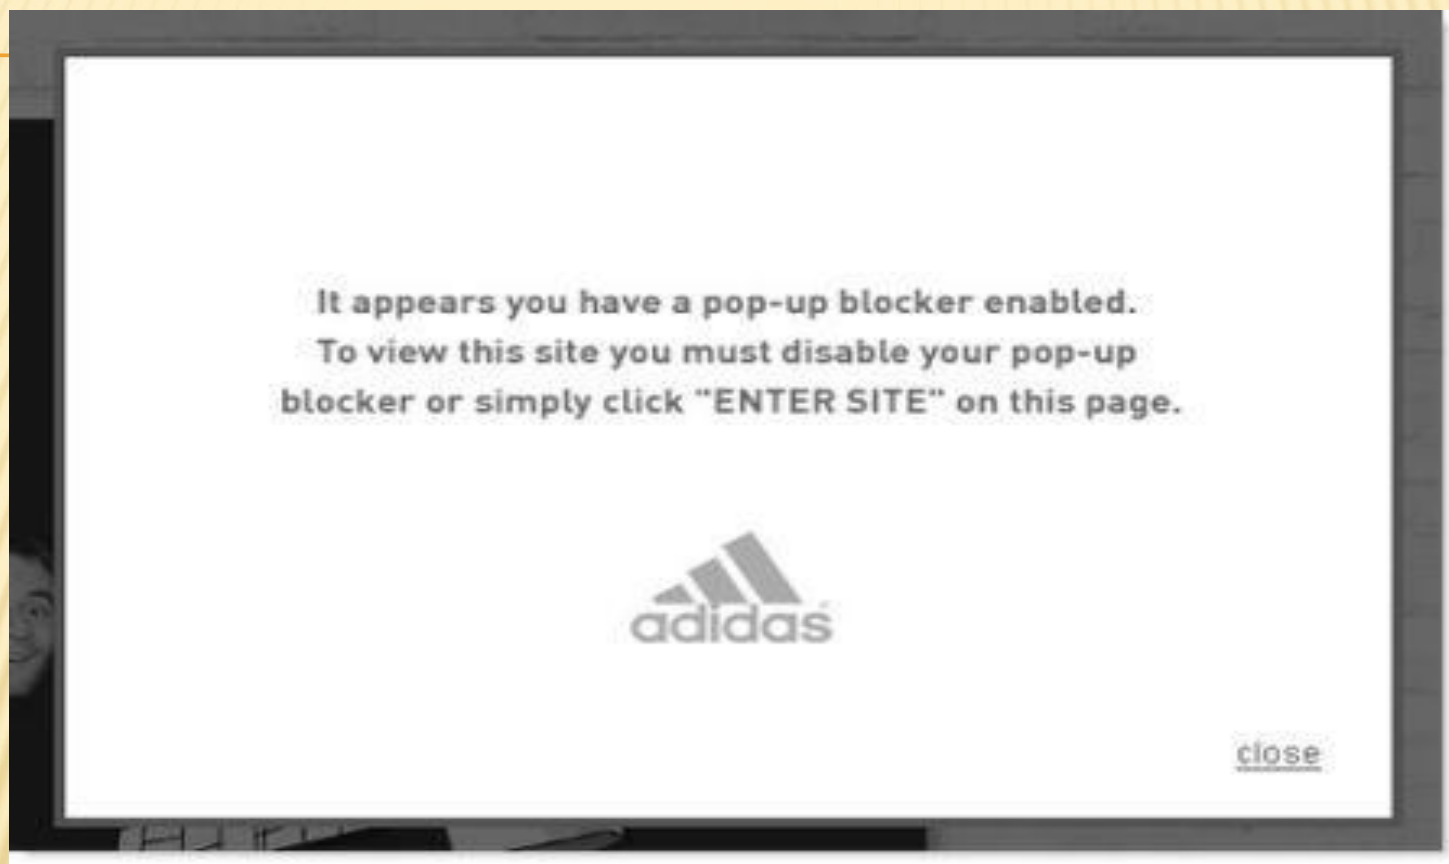 It appears you have a pop-up blocker enabled.
To view this site you must disable your pop-up
blocker or simply click "ENTER SITE" on this page.
adidas
close